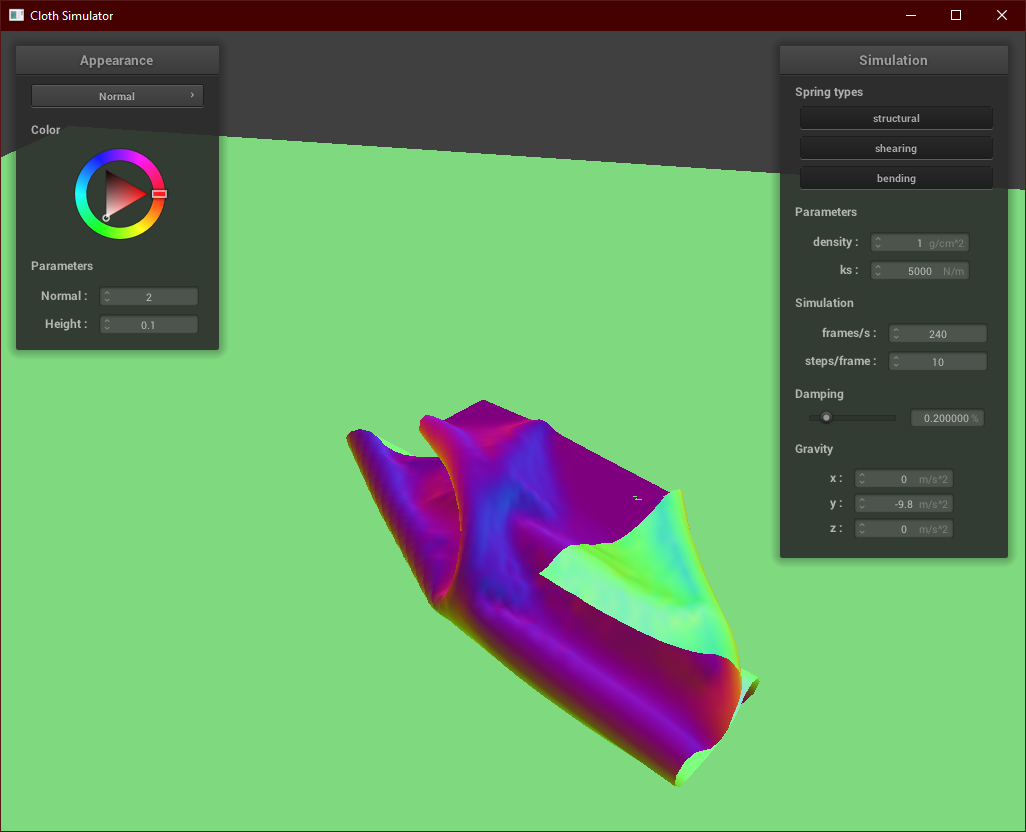 Cloth Simulator
Appearance
Normal
Color
Parameters
Normal : 2
Height : 0.1
Simulation
Spring types
structural
shearing
bending
Parameters
density : 1 g/cm^2
ks : 5000 N/m
Simulation
frames/s : 240
steps/frame : 10
Damping
0.200000 %
Gravity
x : 0 m/s^2
y : -9.8 m/s^2
z : 0 m/s^2